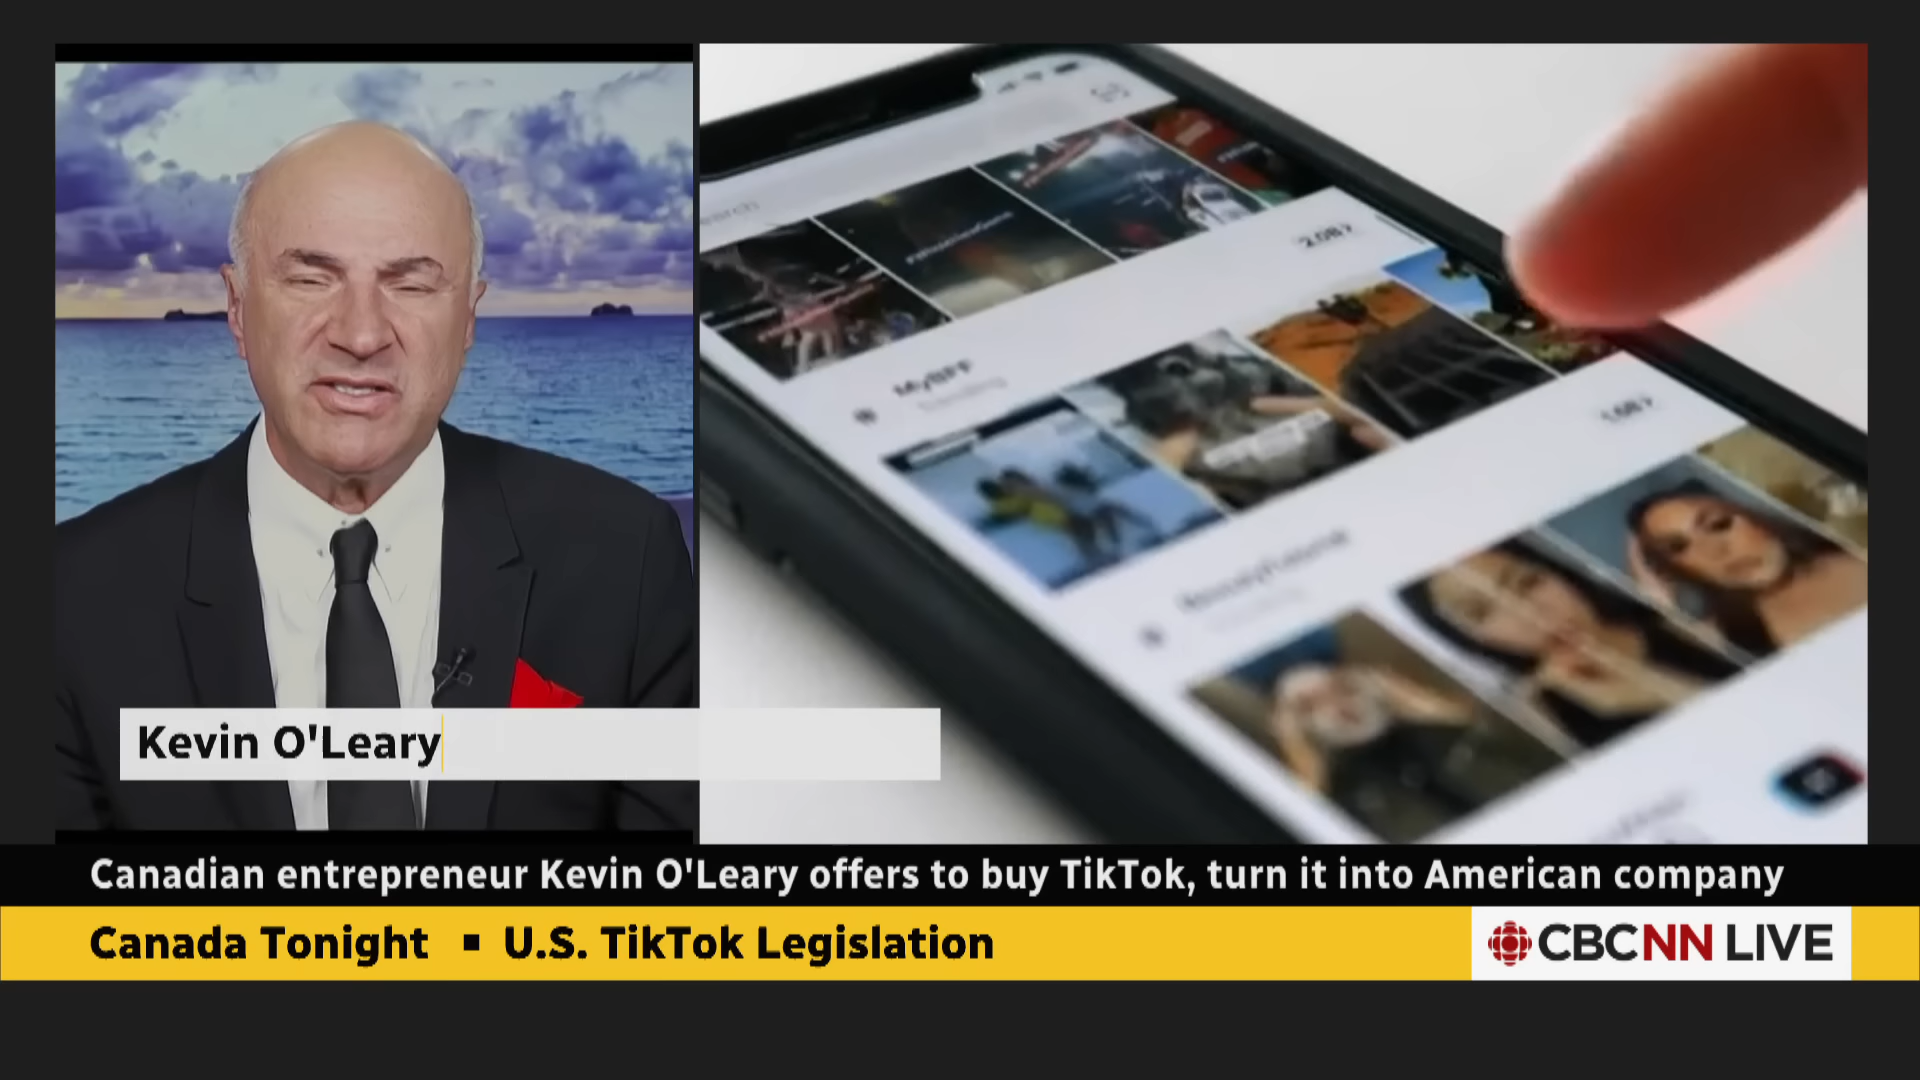 Kevin O'Leary
Canadian entrepreneur Kevin O'Leary offers to buy TikTok, turn it into American company
Canada Tonight ▪ U.S. TikTok Legislation
CBCNN LIVE